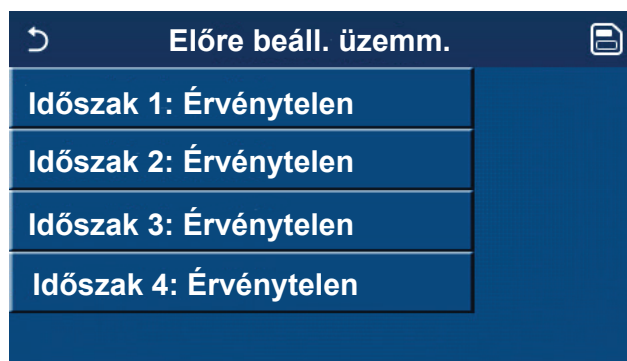 Előre beáll. üzemm.
Időszak 1: Érvénytelen
Időszak 2: Érvénytelen
Időszak 3: Érvénytelen
Időszak 4: Érvénytelen